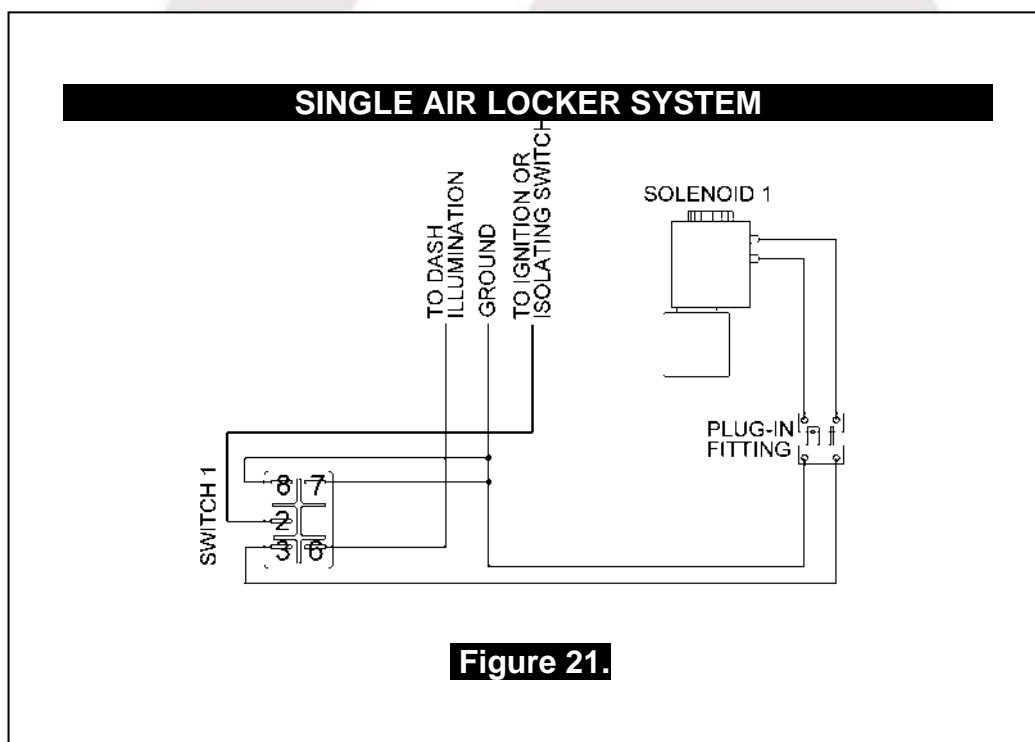 SINGLE AIR LOCKER SYSTEM
TO DASH
ILLUMINATION
GROUND
TO IGNITION OR
ISOLATING SWITCH
SOLENOID 1
PLUG-IN
FITTING
SWITCH 1
8 7
2
3 6
Figure 21.